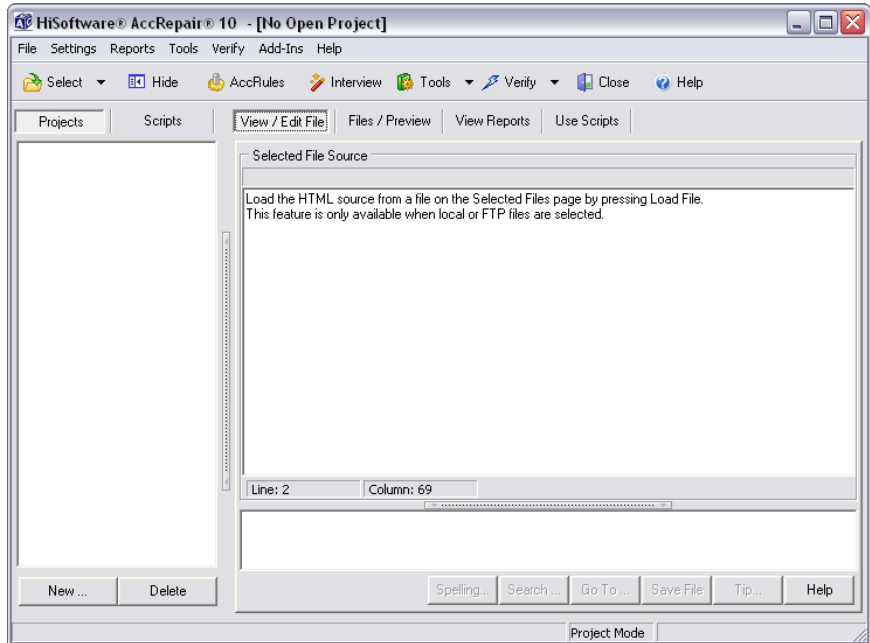 HiSoftware® AccRepair® 10 - [No Open Project]
File Settings Reports Tools Verify Add-Ins Help
Select Hide AccRules Interview Tools Verify Close Help
Projects Scripts View / Edit File Files / Preview View Reports Use Scripts
Selected File Source
Load the HTML source from a file on the Selected Files page by pressing Load File.
This feature is only available when local or FTP files are selected.
Line: 2 Column: 69
New ... Delete Spelling... Search ... Go To ... Save File Tip... Help
Project Mode